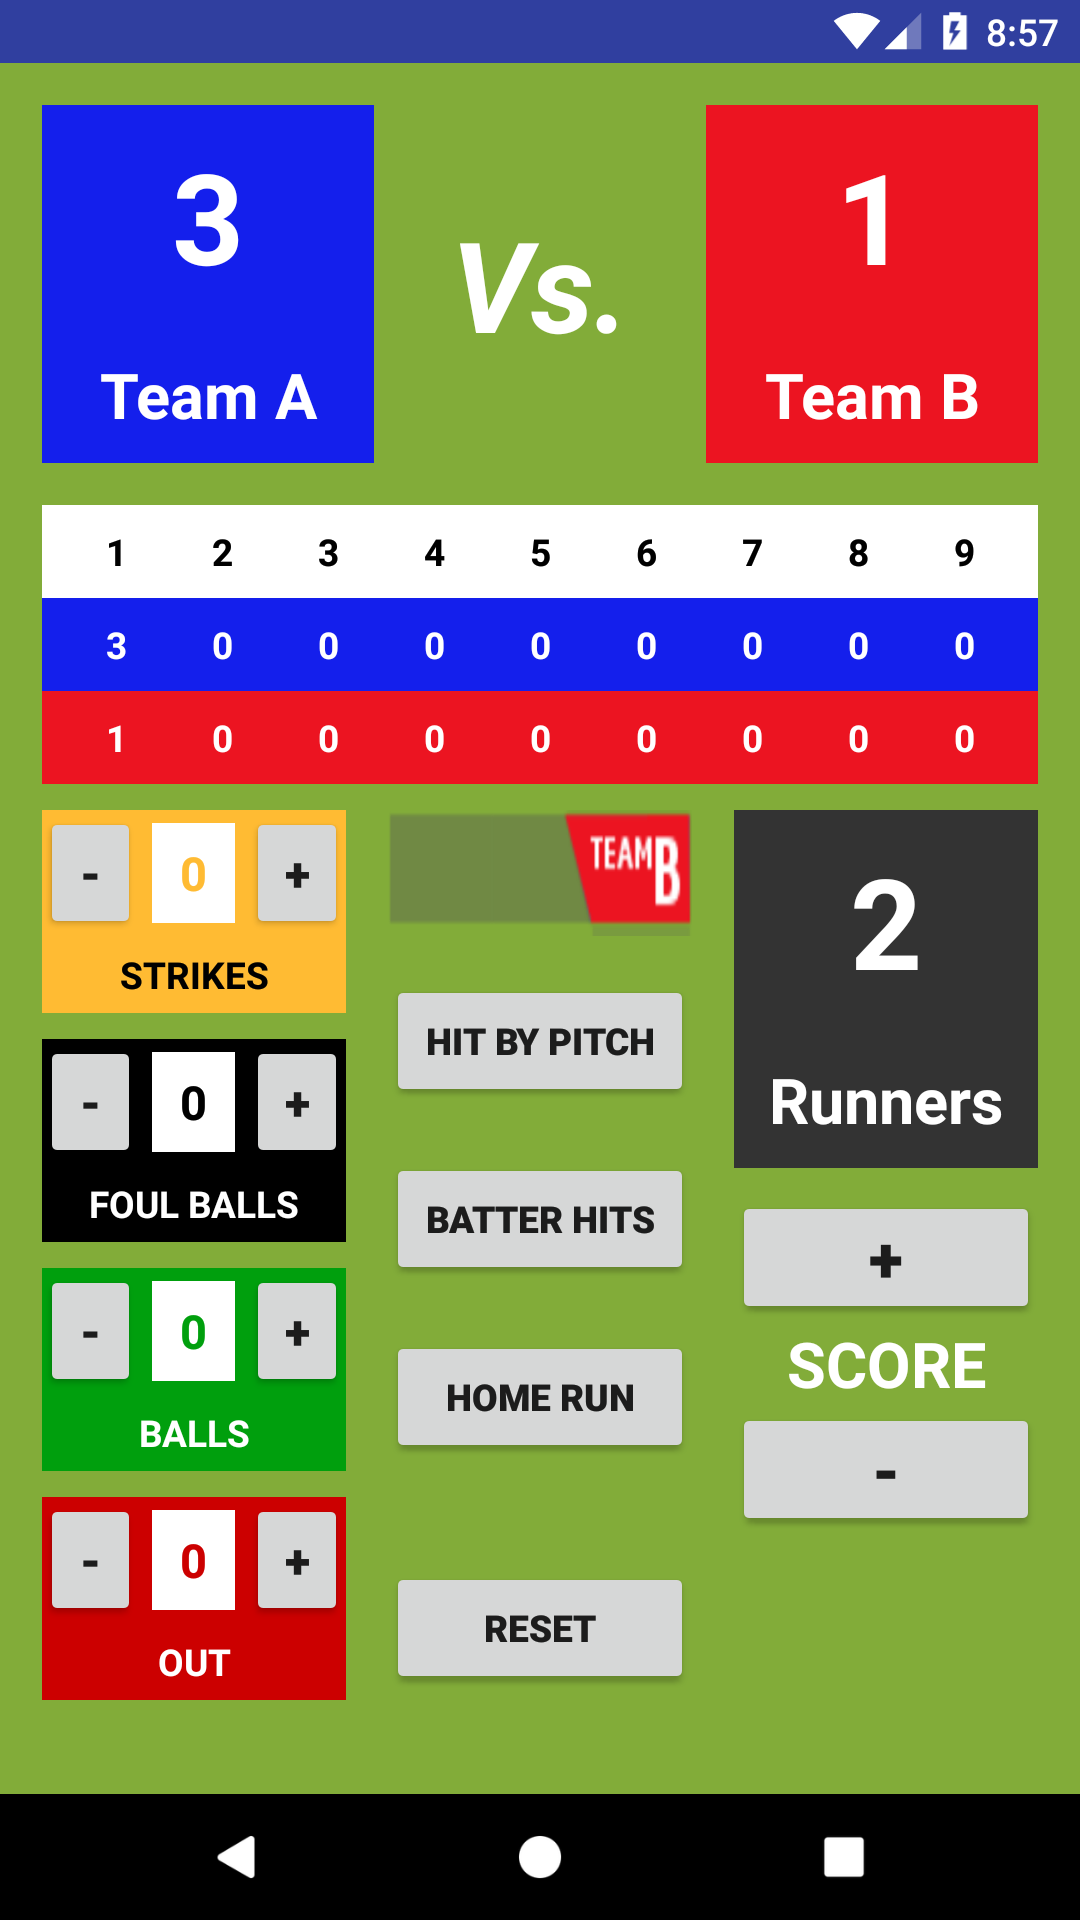 8:57
3
Vs.
1
Team A
Team B
1 2 3 4 5 6 7 8 9
3 0 0 0 0 0 0 0 0
1 0 0 0 0 0 0 0 0
- 0 +
STRIKES
TEAM B
2
Runners
HIT BY PITCH
- 0 +
FOUL BALLS
BATTER HITS
+
SCORE
-
- 0 +
BALLS
HOME RUN
- 0 +
OUT
RESET